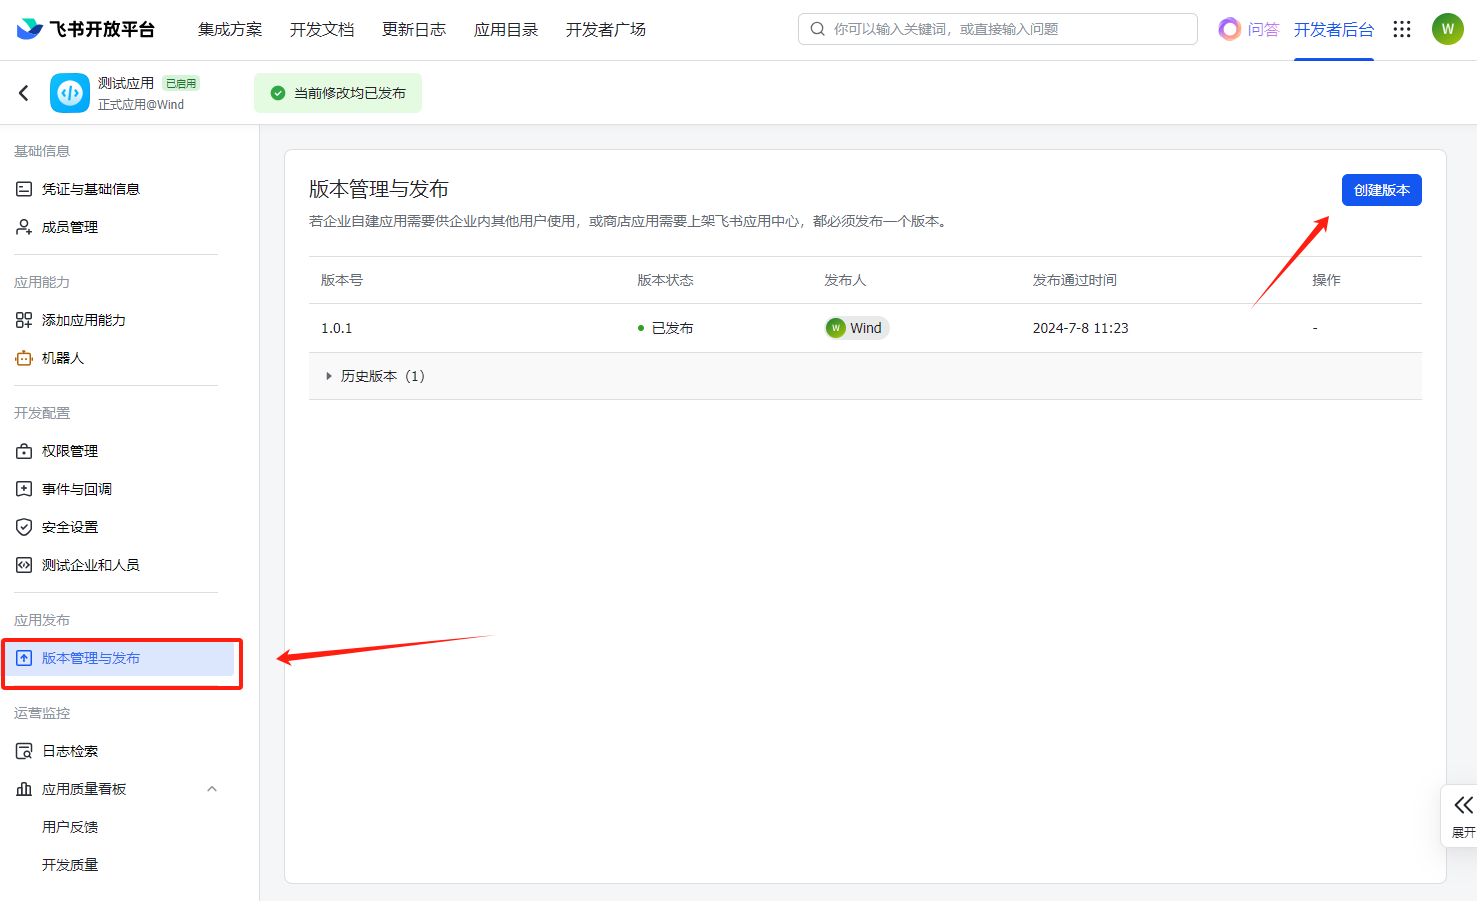 飞书开放平台
集成方案
开发文档
更新日志
应用目录
开发者广场
你可以输入关键词，或直接输入问题
问答
开发者后台
W
测试应用
已启用
正式应用@Wind
当前修改均已发布
基础信息
凭证与基础信息
成员管理
应用能力
添加应用能力
机器人
开发配置
权限管理
事件与回调
安全设置
测试企业和人员
应用发布
版本管理与发布
运营监控
日志检索
应用质量看板
用户反馈
开发质量
版本管理与发布
创建版本
若企业自建应用需要供企业内其他用户使用，或商店应用需要上架飞书应用中心，都必须发布一个版本。
版本号
版本状态
发布人
发布通过时间
操作
1.0.1
已发布
W Wind
2024-7-8 11:23
-
历史版本（1）
展开